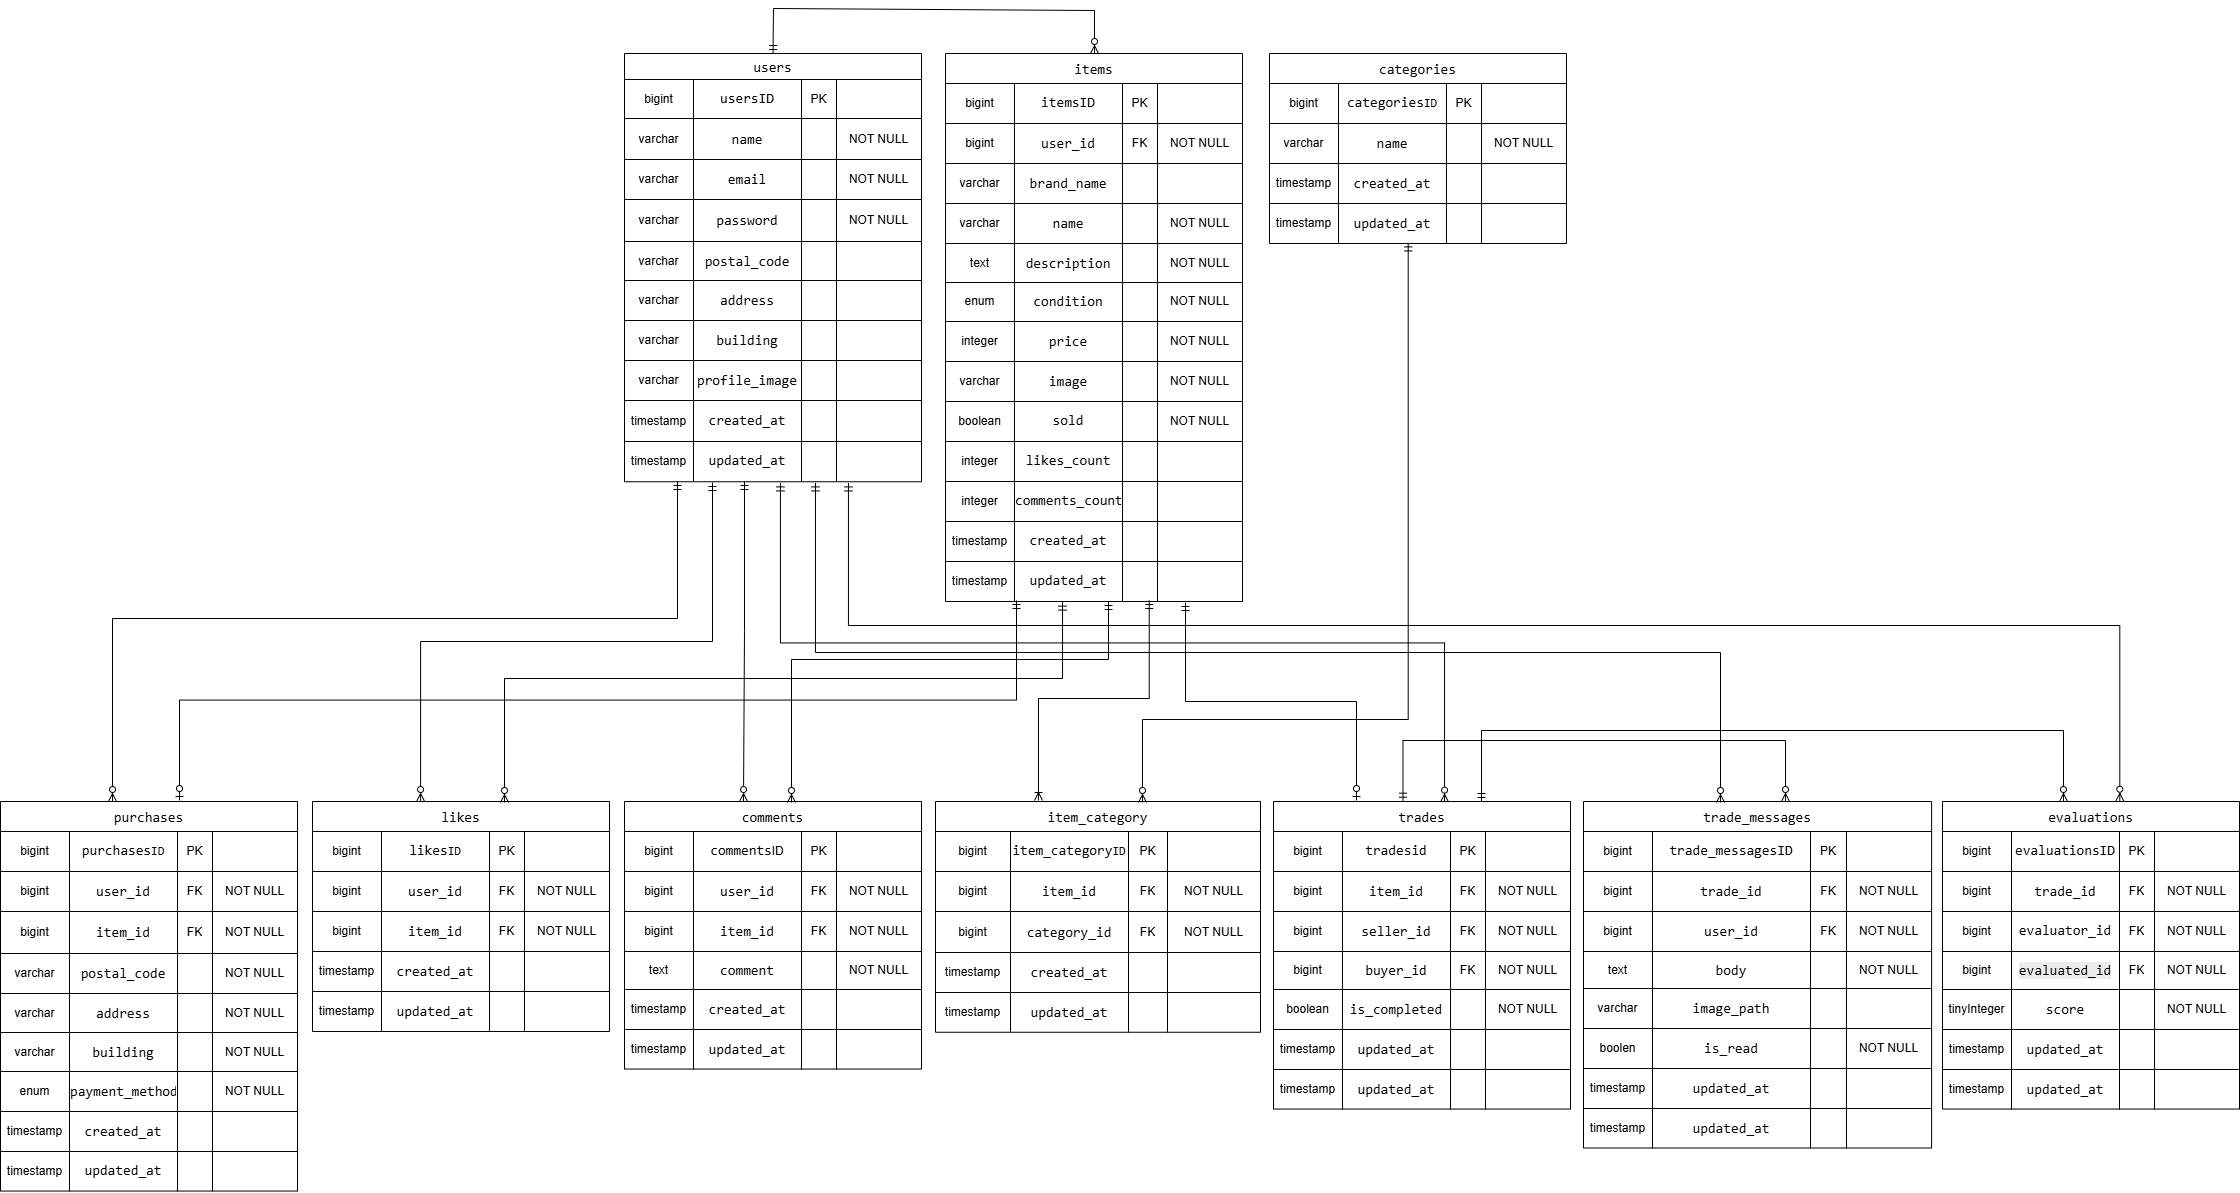 users
bigint usersID PK
varchar name NOT NULL
varchar email NOT NULL
varchar password NOT NULL
varchar postal_code
varchar address
varchar building
varchar profile_image
timestamp created_at
timestamp updated_at
items
bigint itemsID PK
bigint user_id FK NOT NULL
varchar brand_name
varchar name NOT NULL
text description NOT NULL
enum condition NOT NULL
integer price NOT NULL
varchar image NOT NULL
boolean sold NOT NULL
integer likes_count
integer comments_count
timestamp created_at
timestamp updated_at
categories
bigint categoriesID PK
varchar name NOT NULL
timestamp created_at
timestamp updated_at
purchases
bigint purchasesID PK
bigint user_id FK NOT NULL
bigint item_id FK NOT NULL
varchar postal_code NOT NULL
varchar address NOT NULL
varchar building NOT NULL
enum payment_method NOT NULL
timestamp created_at
timestamp updated_at
likes
bigint likesID PK
bigint user_id FK NOT NULL
bigint item_id FK NOT NULL
timestamp created_at
timestamp updated_at
comments
bigint commentsID PK
bigint user_id FK NOT NULL
bigint item_id FK NOT NULL
text comment NOT NULL
timestamp created_at
timestamp updated_at
item_category
bigint item_categoryID PK
bigint item_id FK NOT NULL
bigint category_id FK NOT NULL
timestamp created_at
timestamp updated_at
trades
bigint tradesid PK
bigint item_id FK NOT NULL
bigint seller_id FK NOT NULL
bigint buyer_id FK NOT NULL
boolean is_completed NOT NULL
timestamp updated_at
timestamp updated_at
trade_messages
bigint trade_messagesID PK
bigint trade_id FK NOT NULL
bigint user_id FK NOT NULL
text body NOT NULL
varchar image_path
boolen is_read NOT NULL
timestamp updated_at
timestamp updated_at
evaluations
bigint evaluationsID PK
bigint trade_id FK NOT NULL
bigint evaluator_id FK NOT NULL
bigint evaluated_id FK NOT NULL
tinyInteger score NOT NULL
timestamp updated_at
timestamp updated_at